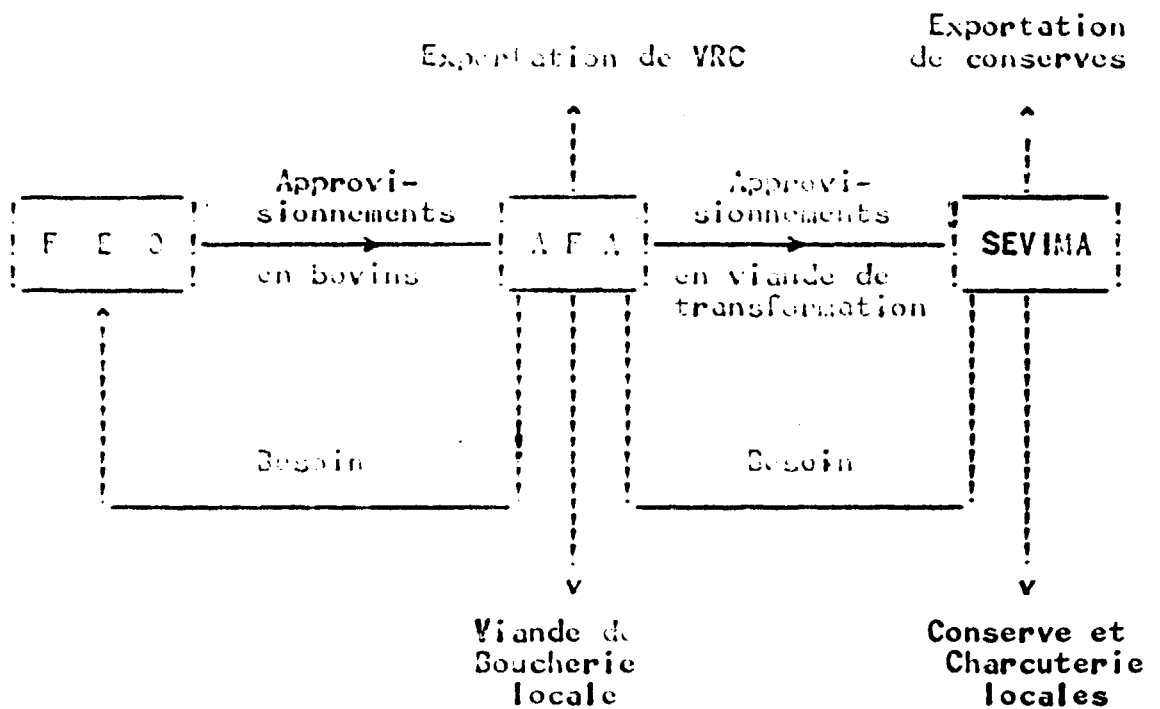 Exportation
Exportation de VRC
de conserves
Approvi-
sionnements
Approvi-
sionnements
F E O
A F A
SEVIMA
en bovins
en viande de
transformation
Besoin
Besoin
Viande de
Boucherie
locale
Conserve et
Charcuterie
locales